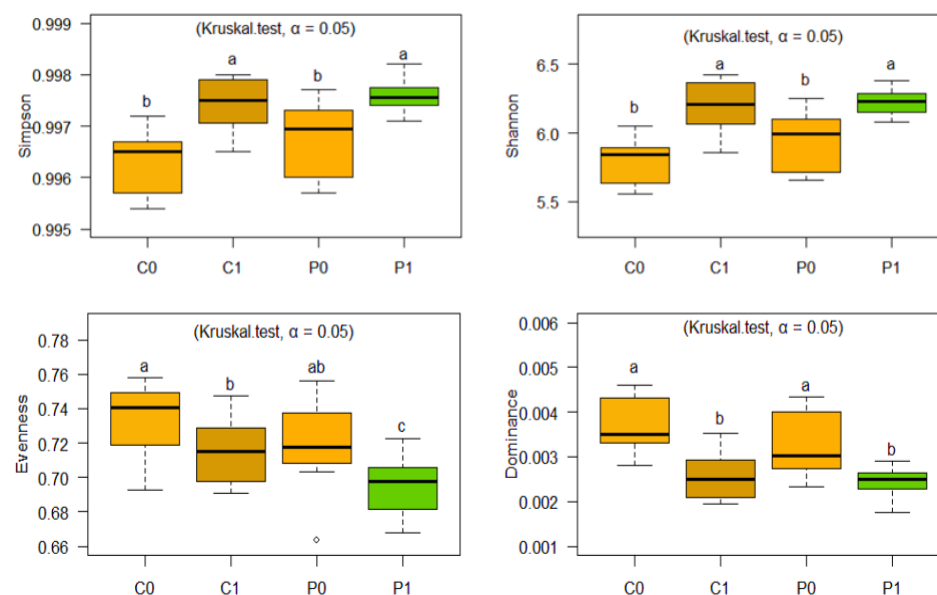 (Kruskal.test, α = 0.05)
Simpson
0.999
0.998
0.997
0.996
0.995
b
a
b
a
C0 C1 P0 P1
(Kruskal.test, α = 0.05)
Shannon
6.5
6.0
5.5
b
a
b
a
C0 C1 P0 P1
(Kruskal.test, α = 0.05)
Evenness
0.78
0.76
0.74
0.72
0.70
0.68
0.66
a
b
ab
c
C0 C1 P0 P1
(Kruskal.test, α = 0.05)
Dominance
0.006
0.005
0.004
0.003
0.002
0.001
a
b
a
b
C0 C1 P0 P1